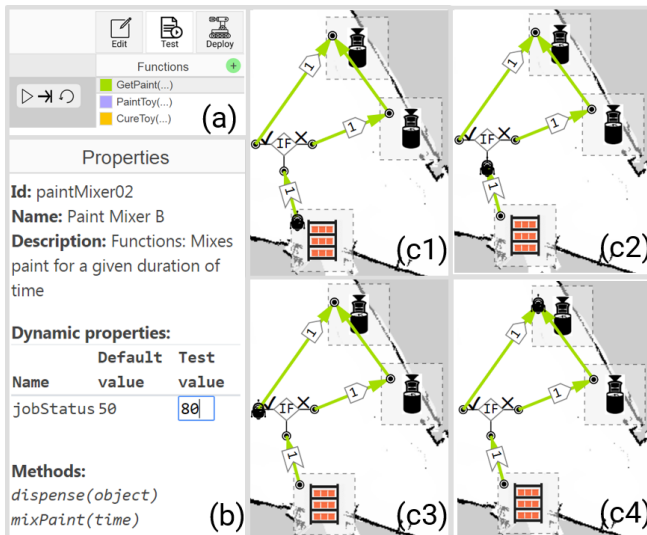 Edit Test Deploy
Functions
GetPaint(...)
PaintToy(...)
CureToy(...)
(a)
Properties
Id: paintMixer02
Name: Paint Mixer B
Description: Functions: Mixes
paint for a given duration of
time
Dynamic properties:
Default Test
Name value value
jobStatus 50 80
Methods:
dispense(object)
mixPaint(time)
(b)
1
IF
1
1
(c1)
1
IF
1
1
(c2)
1
IF
1
1
(c3)
1
IF
1
1
(c4)